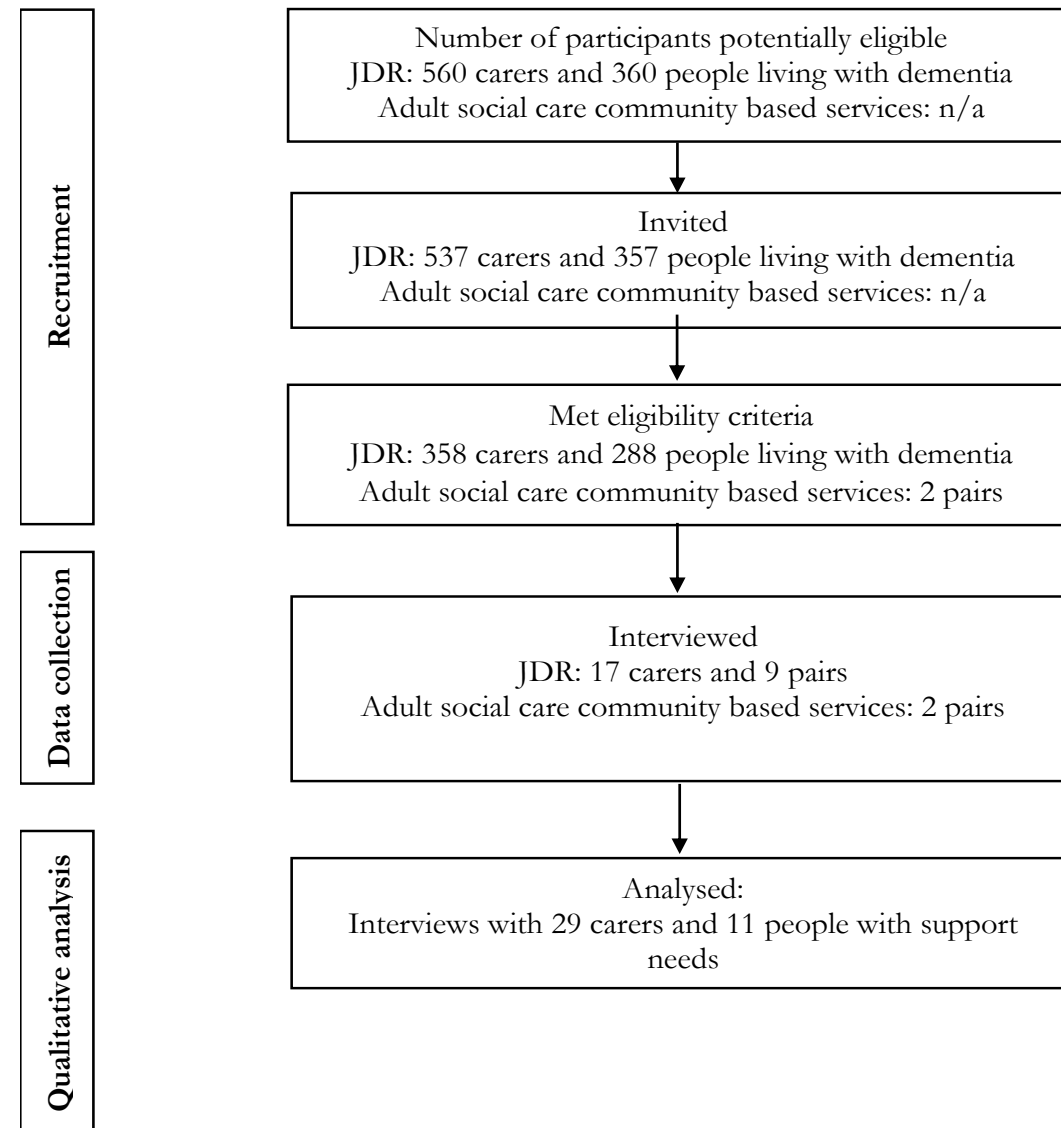 Recruitment
Number of participants potentially eligible
JDR: 560 carers and 360 people living with dementia
Adult social care community based services: n/a
Invited
JDR: 537 carers and 357 people living with dementia
Adult social care community based services: n/a
Met eligibility criteria
JDR: 358 carers and 288 people living with dementia
Adult social care community based services: 2 pairs
Data collection
Interviewed
JDR: 17 carers and 9 pairs
Adult social care community based services: 2 pairs
Qualitative analysis
Analysed:
Interviews with 29 carers and 11 people with support
needs